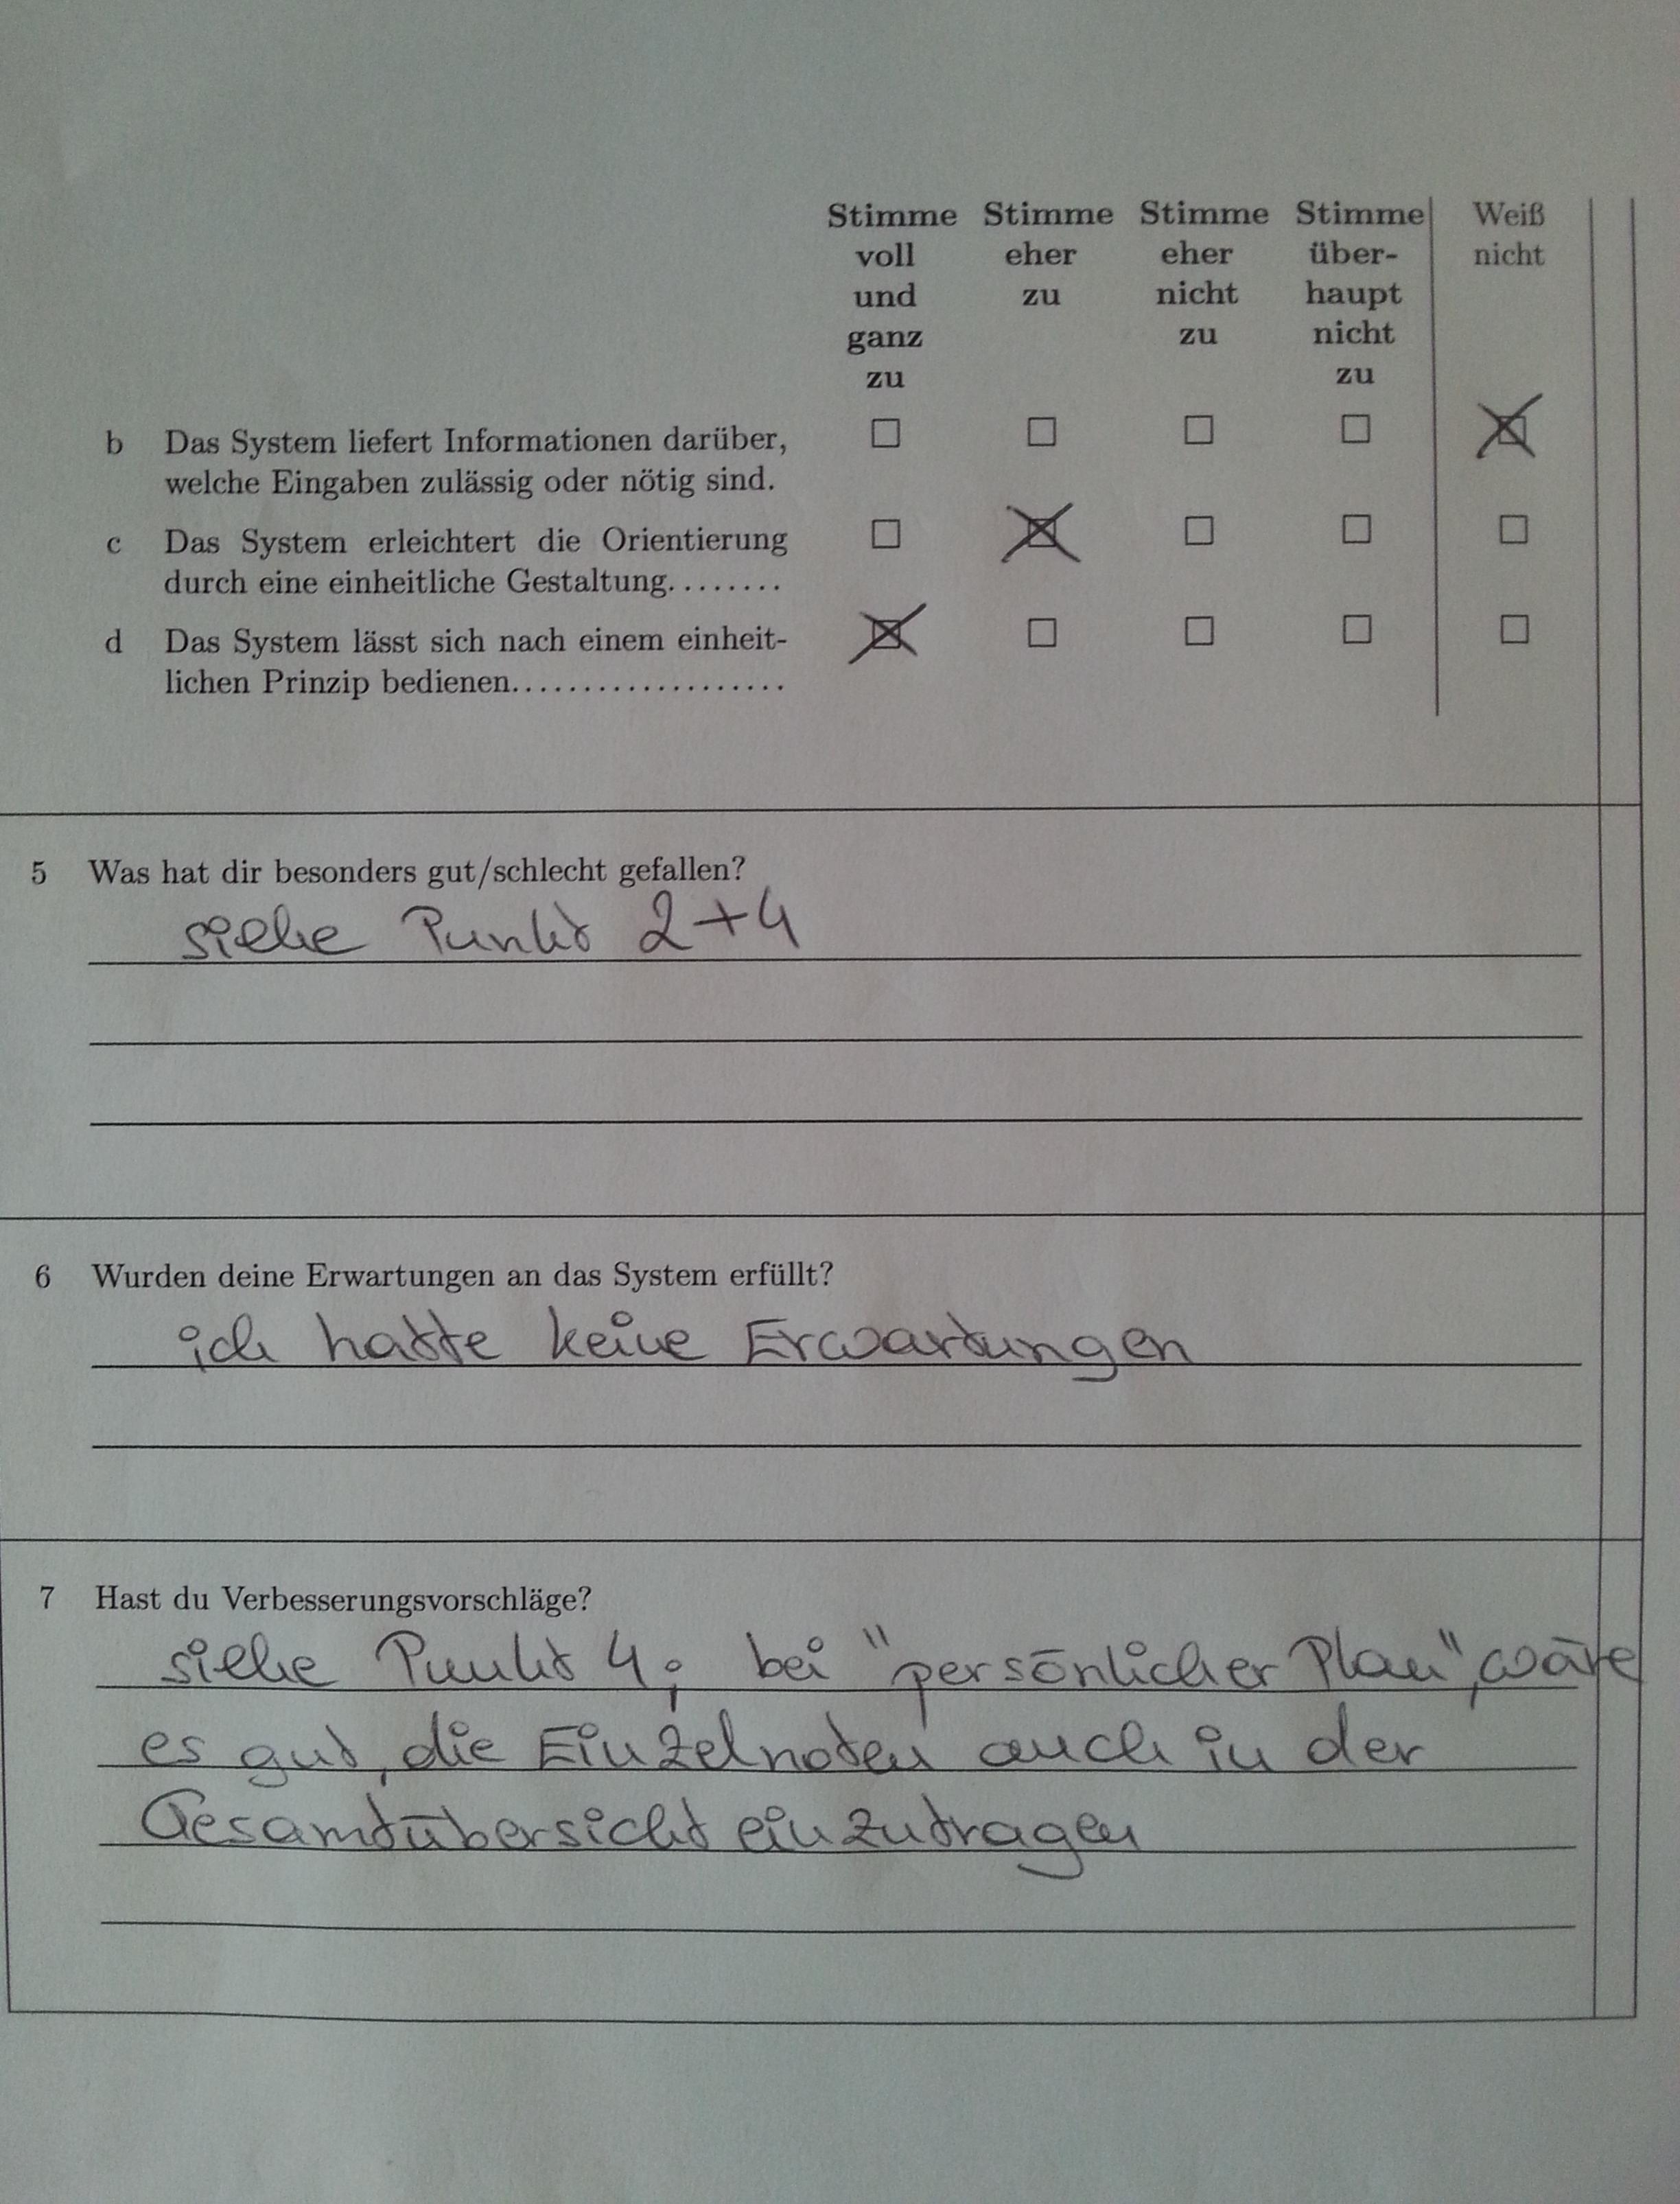 Stimme Stimme Stimme Stimme Weiß
voll eher eher über- nicht
und zu nicht haupt
ganz zu nicht
zu zu
b Das System liefert Informationen darüber, ☐ ☐ ☐ ☐ ☒
welche Eingaben zulässig oder nötig sind.
c Das System erleichtert die Orientierung ☐ ☒ ☐ ☐ ☐
durch eine einheitliche Gestaltung........
d Das System lässt sich nach einem einheit- ☒ ☐ ☐ ☐ ☐
lichen Prinzip bedienen...................
5 Was hat dir besonders gut/schlecht gefallen?
siehe Punkt 2+4
6 Wurden deine Erwartungen an das System erfüllt?
ich hatte keine Erwartungen
7 Hast du Verbesserungsvorschläge?
siehe Punkt 4; bei "persönlicher Plan", wäre
es gut, die Einzelnoten auch in der
Gesamtübersicht einzutragen